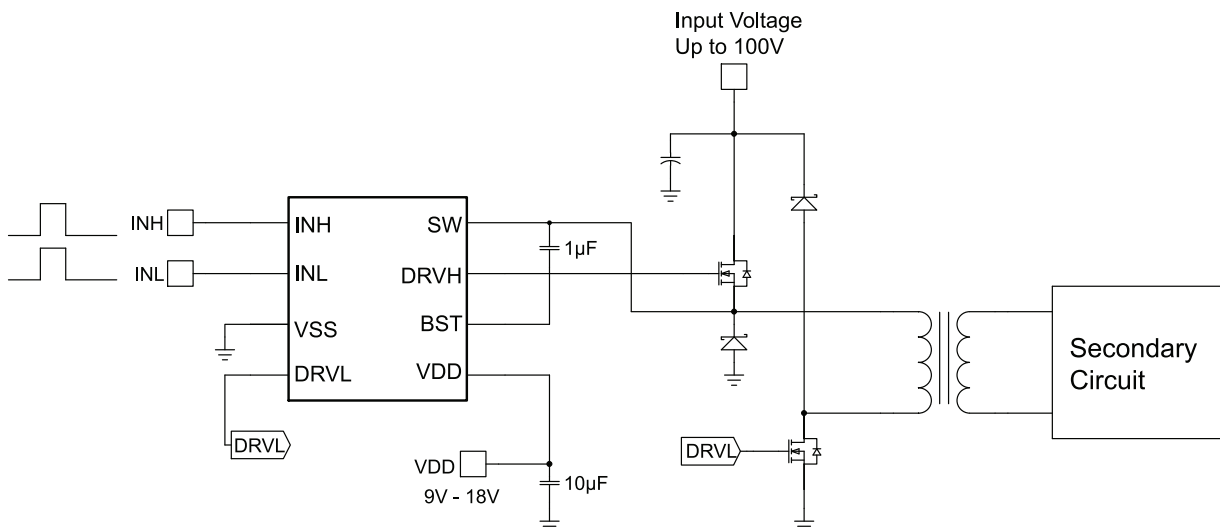 Input Voltage
Up to 100V
INH
INL
INH
INL
VSS
DRVL
SW
DRVH
BST
VDD
1µF
DRVL
VDD
9V - 18V
10µF
DRVL
Secondary
Circuit